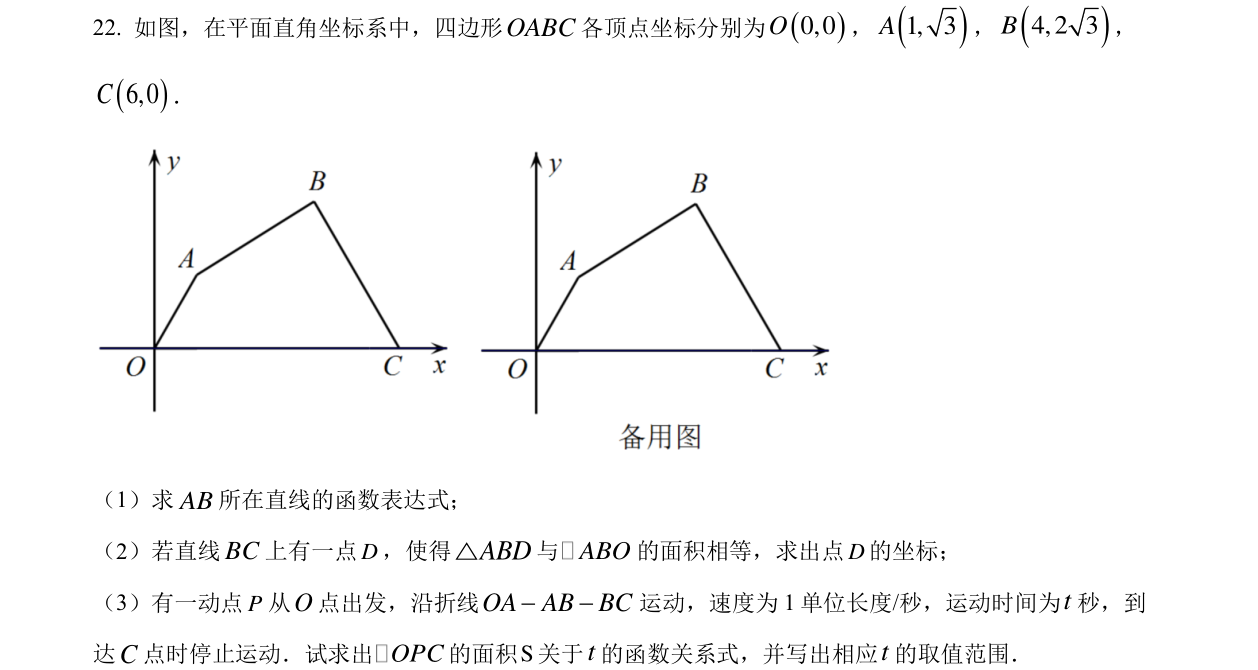 22. 如图，在平面直角坐标系中，四边形OABC各顶点坐标分别为O(0,0)，A(1,√3)，B(4,2√3)，
C(6,0)．
y
B
A
O
C
x
y
B
A
O
C
x
备用图
（1）求AB所在直线的函数表达式；
（2）若直线BC上有一点D，使得△ABD与□ABO的面积相等，求出点D的坐标；
（3）有一动点P从O点出发，沿折线OA－AB－BC运动，速度为1单位长度/秒，运动时间为t秒，到
达C点时停止运动．试求出□OPC的面积S关于t的函数关系式，并写出相应t的取值范围．